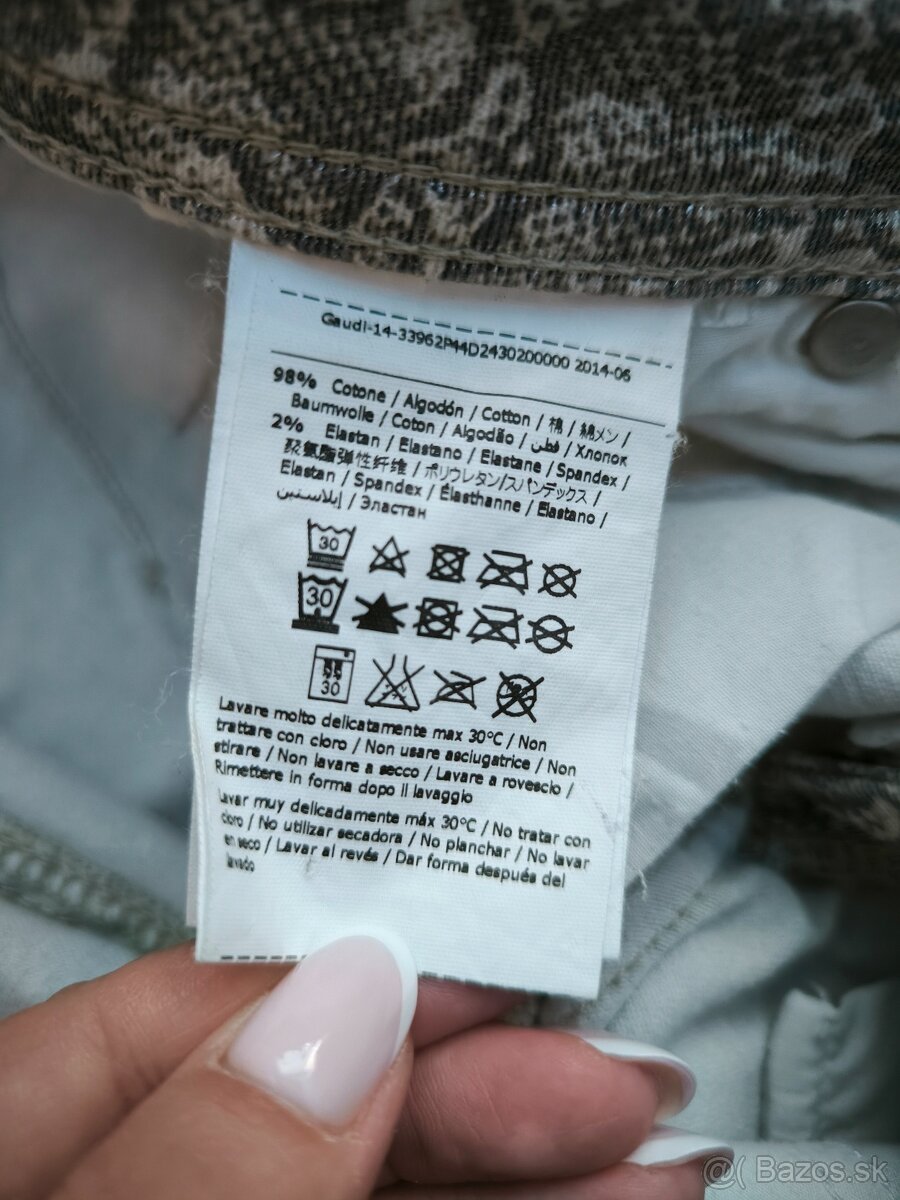 Gaudi-14-33962P44D2430200000 2014-06
98% Cotone / Algodón / Cotton / 棉 / 綿メン /
Baumwolle / Coton / Algodão / قطن / Хлопок
2% Elastan / Elastano / Elastane / Spandex /
聚氨酯弹性纤维 / ポリウレタン/スパンデックス /
Elastan / Spandex / Élasthanne / Elastano /
إيلاستين / Эластан
30
30
30
Lavare molto delicatamente max 30°C / Non
trattare con cloro / Non usare asciugatrice / Non
stirare / Non lavare a secco / Lavare a rovescio /
Rimettere in forma dopo il lavaggio
Lavar muy delicadamente máx 30°C / No tratar con
cloro / No utilizar secadora / No planchar / No lavar
en seco / Lavar al revés / Dar forma después del
lavado
@( Bazos.sk